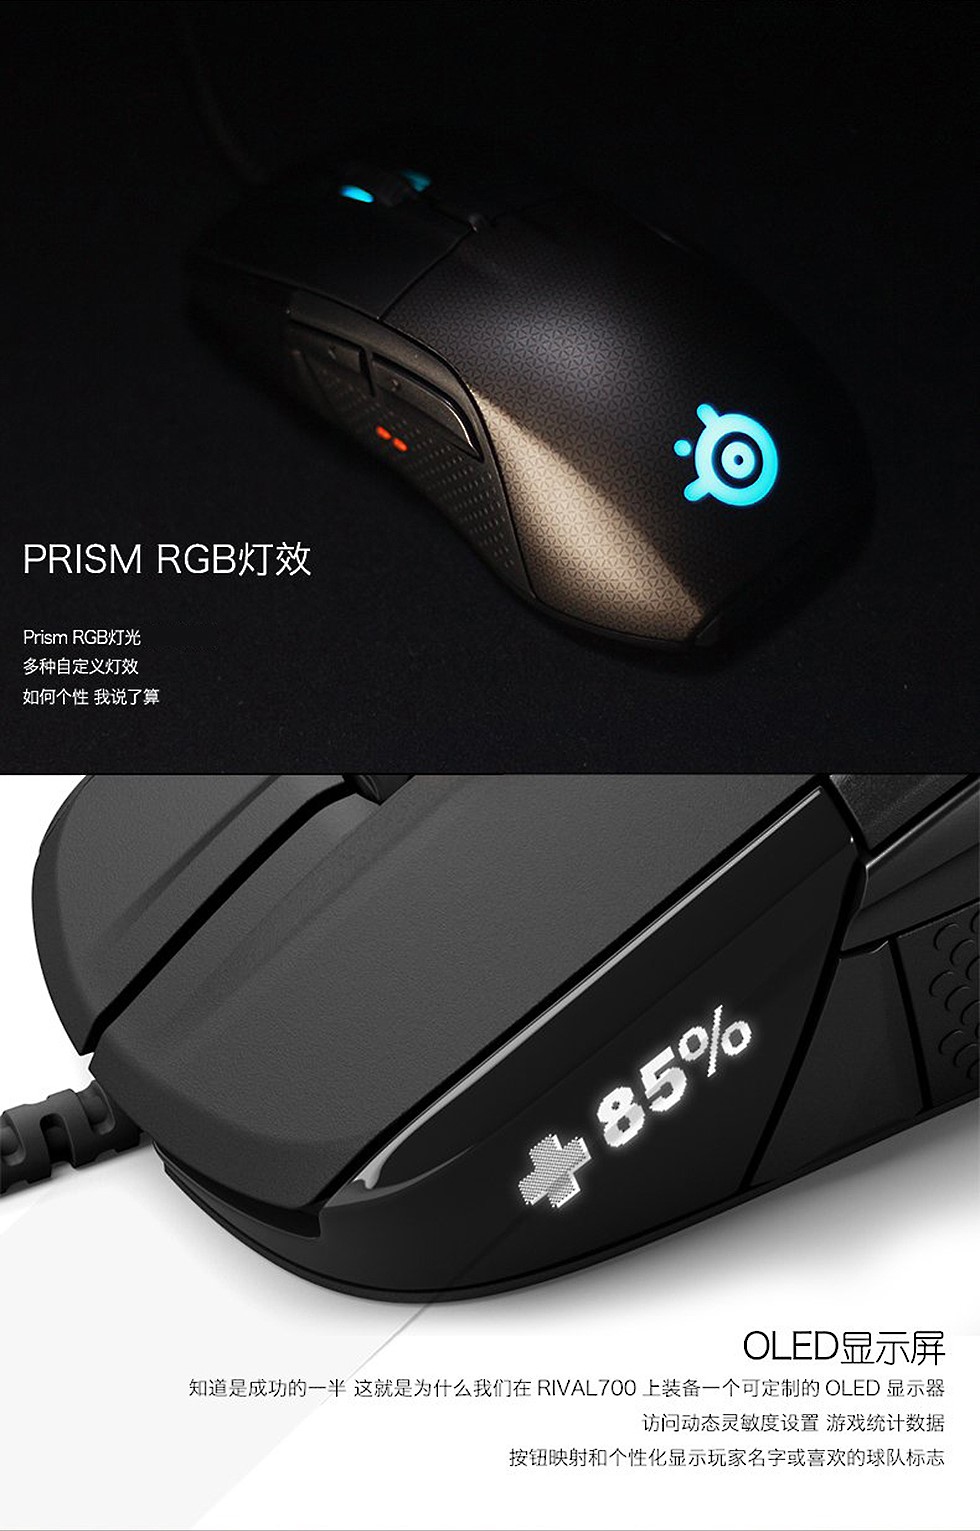 PRISM RGB灯效
Prism RGB灯光
多种自定义灯效
如何个性 我说了算
85%
OLED显示屏
知道是成功的一半 这就是为什么我们在 RIVAL700 上装备一个可定制的 OLED 显示器
访问动态灵敏度设置 游戏统计数据
按钮映射和个性化显示玩家名字或喜欢的球队标志